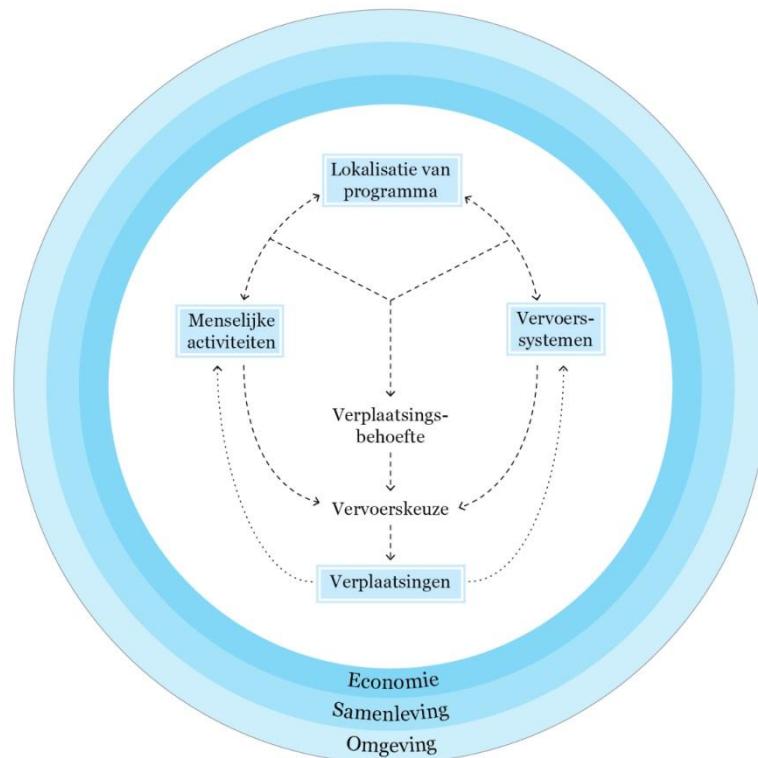 Lokalisatie van
programma
Menselijke
activiteiten
Vervoers-
systemen
Verplaatsings-
behoefte
Vervoerskeuze
Verplaatsingen
Economie
Samenleving
Omgeving